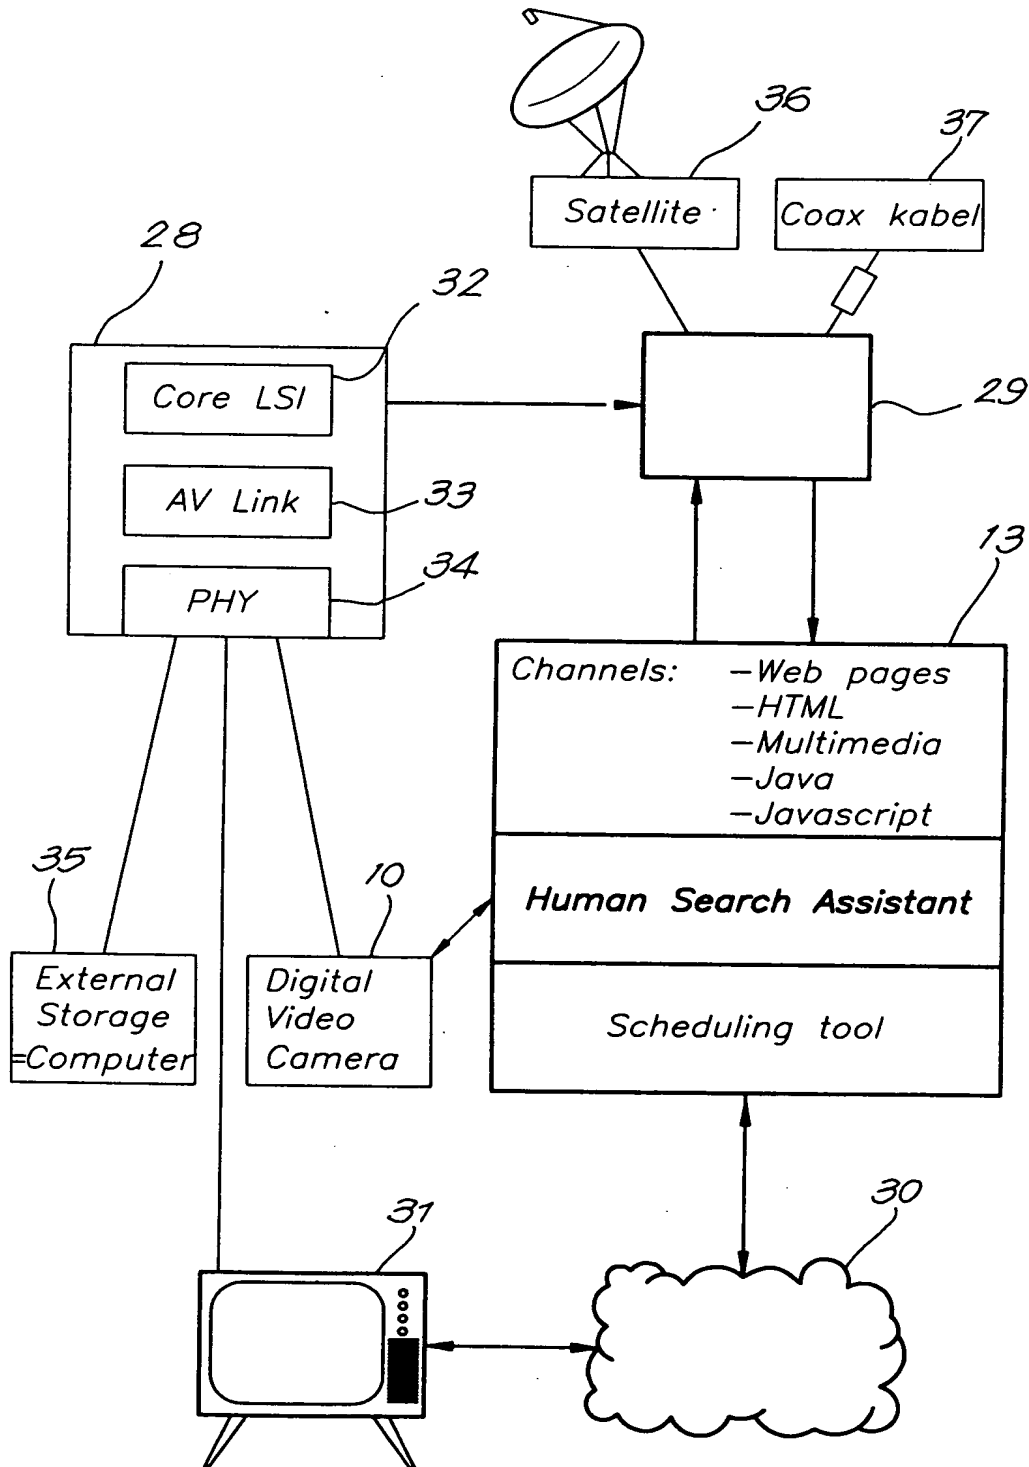 36
37
Satellite
Coax kabel
28
32
Core LSI
29
AV Link
33
13
34
PHY
Channels: –Web pages
–HTML
–Multimedia
–Java
–Javascript
35
10
Human Search Assistant
External
Storage
=Computer
Digital
Video
Camera
Scheduling tool
31
30